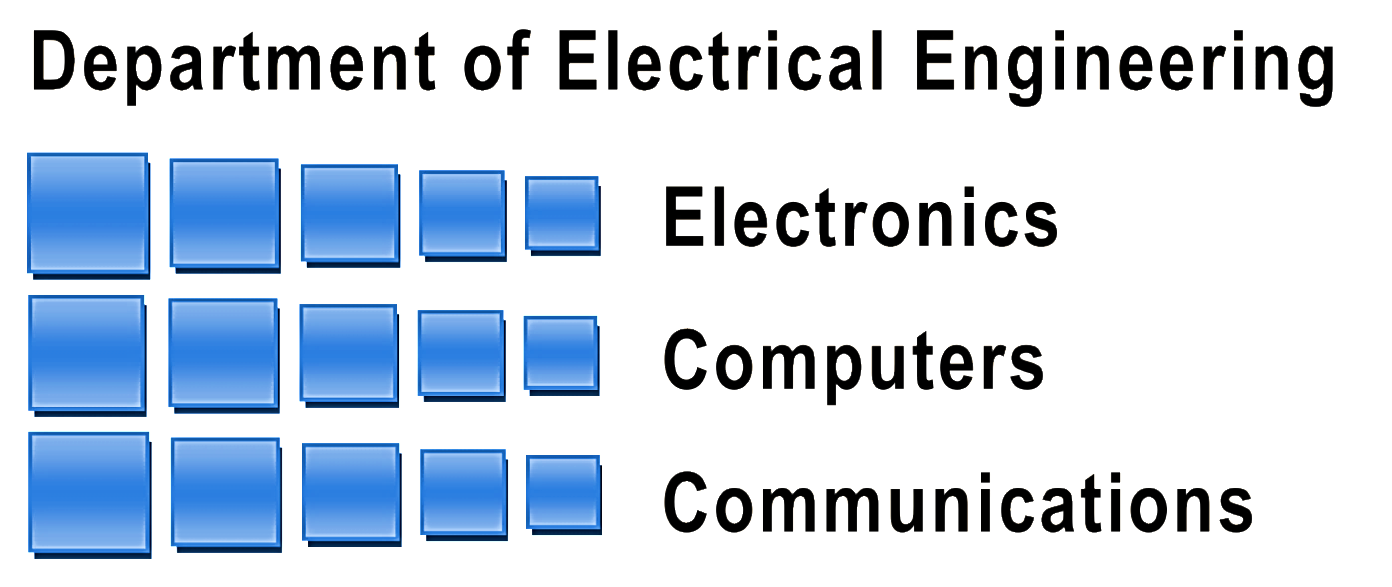 Department of Electrical Engineering
Electronics
Computers
Communications